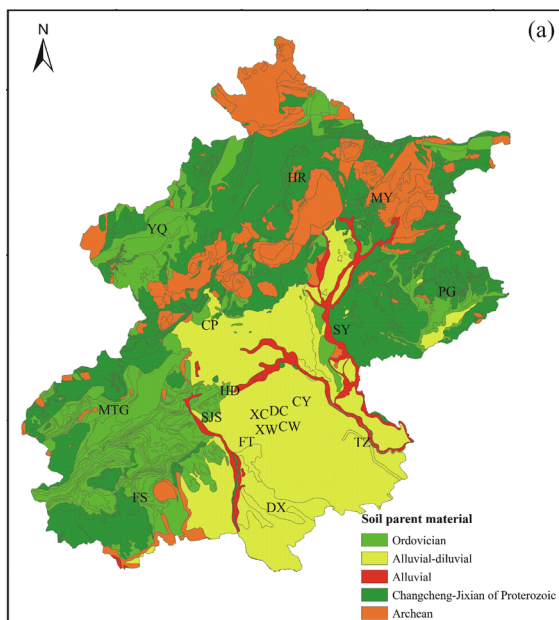 (a)
N
HR
MY
YQ
PG
CP
SY
HD
MTG
CY
XC DC
SJS
XW CW
FT
TZ
FS
DX
Soil parent material
Ordovician
Alluvial-diluvial
Alluvial
Changcheng-Jixian of Proterozoic
Archean